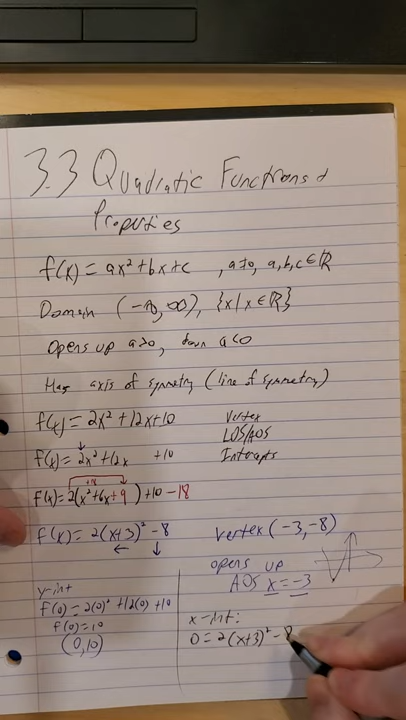 3.3 Quadratic Functions +
Properties
f(x) = ax² + bx + c , a≠0, a,b,c ∈ ℝ
Domain (-∞, ∞), {x | x ∈ ℝ}
Opens up a>0, down a<0
Has axis of symmetry (line of symmetry)
f(x) = 2x² + 12x + 10 Vertex
LOS/AOS
f(x) = 2x² + 12x +10 Intercepts
+18
f(x) = 2(x² + 6x + 9) + 10 - 18
f(x) = 2(x+3)² - 8 vertex (-3, -8)
opens up
AOS x = -3
y-int
f(0) = 2(0)² + 12(0) + 10
f(0) = 10
(0, 10)
x-int:
0 = 2(x+3)² - 8